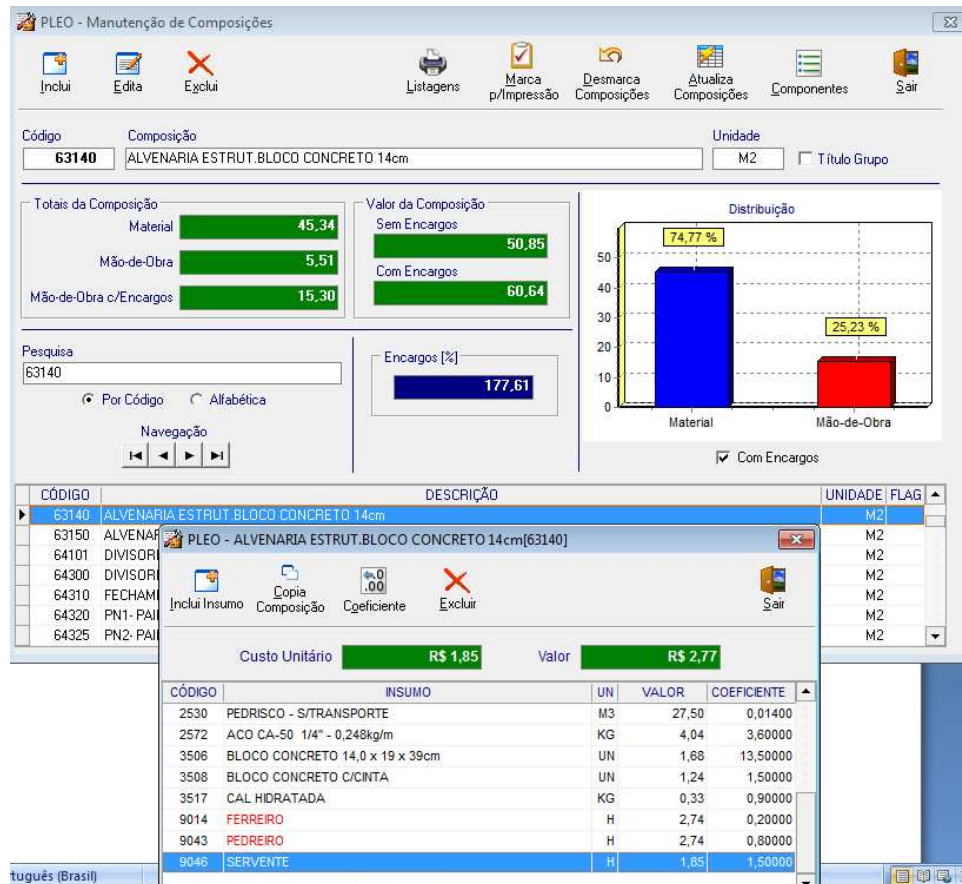 PLEO - Manutenção de Composições
Inclui
Edita
Exclui
Listagens
Marca p/Impressão
Desmarca Composições
Atualiza Composições
Componentes
Sair
Código
Composição
Unidade
63140
ALVENARIA ESTRUT.BLOCO CONCRETO 14cm
M2
Título Grupo
Totais da Composição
Material 45,34
Mão-de-Obra 5,51
Mão-de-Obra c/Encargos 15,30
Valor da Composição
Sem Encargos
50,85
Com Encargos
60,64
Distribuição
74,77 %
25,23 %
50
40
30
20
10
0
Material
Mão-de-Obra
Com Encargos
Pesquisa
63140
Por Código
Alfabética
Navegação
Encargos [%]
177,61
CÓDIGO DESCRIÇÃO UNIDADE FLAG
63140 ALVENARIA ESTRUT.BLOCO CONCRETO 14cm M2
63150 ALVENAR M2
64101 DIVISORI M2
64300 DIVISORI M2
64310 FECHAME M2
64320 PN1- PAI M2
64325 PN2- PAI M2
PLEO - ALVENARIA ESTRUT.BLOCO CONCRETO 14cm[63140]
Inclui Insumo
Copia Composição
Coeficiente
Excluir
Sair
Custo Unitário R$ 1,85 Valor R$ 2,77
CÓDIGO INSUMO UN VALOR COEFICIENTE
2530 PEDRISCO - S/TRANSPORTE M3 27,50 0,01400
2572 ACO CA-50 1/4" - 0,248kg/m KG 4,04 3,60000
3506 BLOCO CONCRETO 14,0 x 19 x 39cm UN 1,68 13,50000
3508 BLOCO CONCRETO C/CINTA UN 1,24 1,50000
3517 CAL HIDRATADA KG 0,33 0,90000
9014 FERREIRO H 2,74 0,20000
9043 PEDREIRO H 2,74 0,80000
9046 SERVENTE H 1,85 1,50000
rtuguês (Brasil)